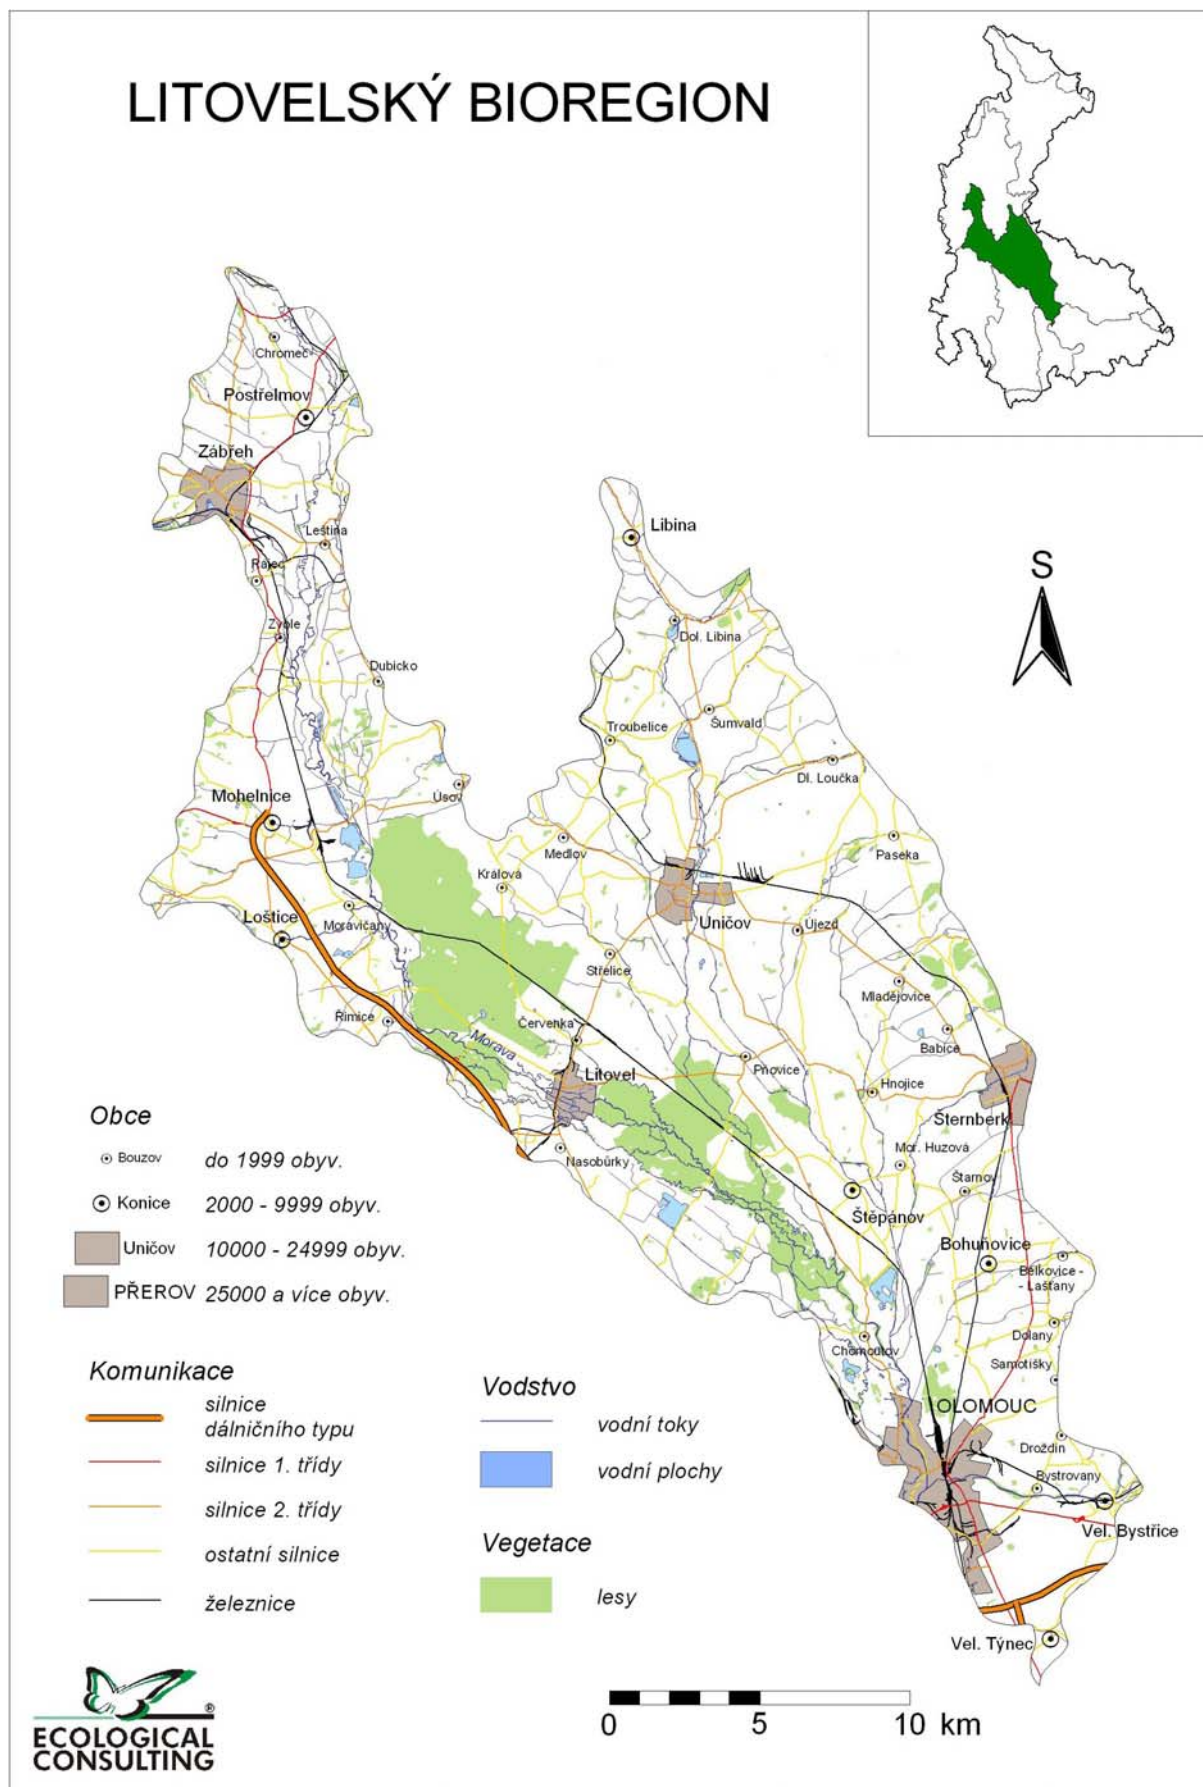 LITOVELSKÝ BIOREGION
Chromeč
Postřelmov
Zábřeh
Leština
Rájec
Zvole
Dubicko
Libina
S
Dol. Libina
Šumvald
Troubelice
Dl. Loučka
Mohelnice
Úsov
Medlov
Paseka
Králová
Loštice
Moravičany
Uničov
Újezd
Střelice
Mladějovice
Řimice
Červenka
Morava
Babice
Litovel
Pňovice
Hnojice
Šternberk
Nasobůrky
Mor. Huzová
Štarnov
Štěpánov
Bohuňovice
Bělkovice -
- Lašťany
Dolany
Chomoutov
Samotišky
OLOMOUC
Droždín
Bystrovany
Vel. Bystřice
Vel. Týnec
Obce
Bouzov do 1999 obyv.
Konice 2000 - 9999 obyv.
Uničov 10000 - 24999 obyv.
PŘEROV 25000 a více obyv.
Komunikace
silnice
dálničního typu
silnice 1. třídy
silnice 2. třídy
ostatní silnice
železnice
Vodstvo
vodní toky
vodní plochy
Vegetace
lesy
®
ECOLOGICAL
CONSULTING
0 5 10 km